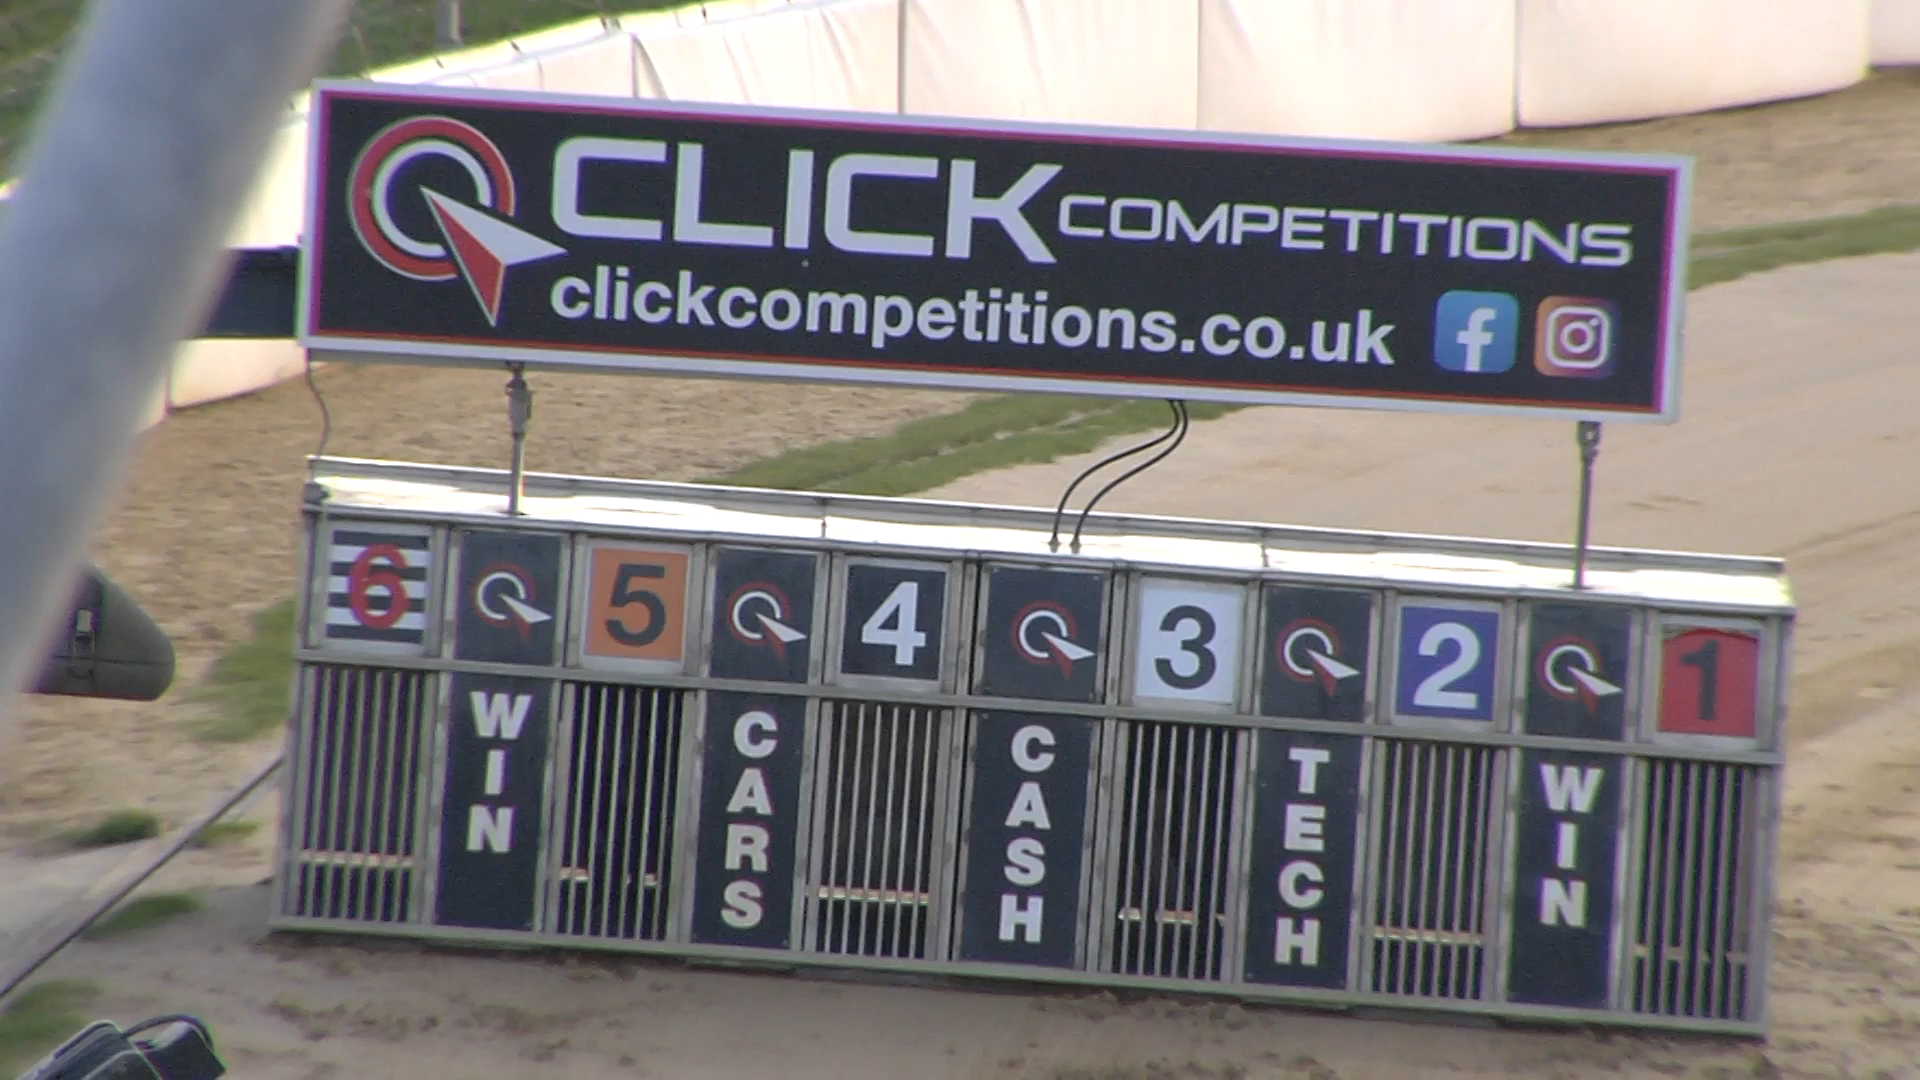 CLICK COMPETITIONS
clickcompetitions.co.uk
6 5 4 3 2 1
WIN
CARS
CASH
TECH
WIN